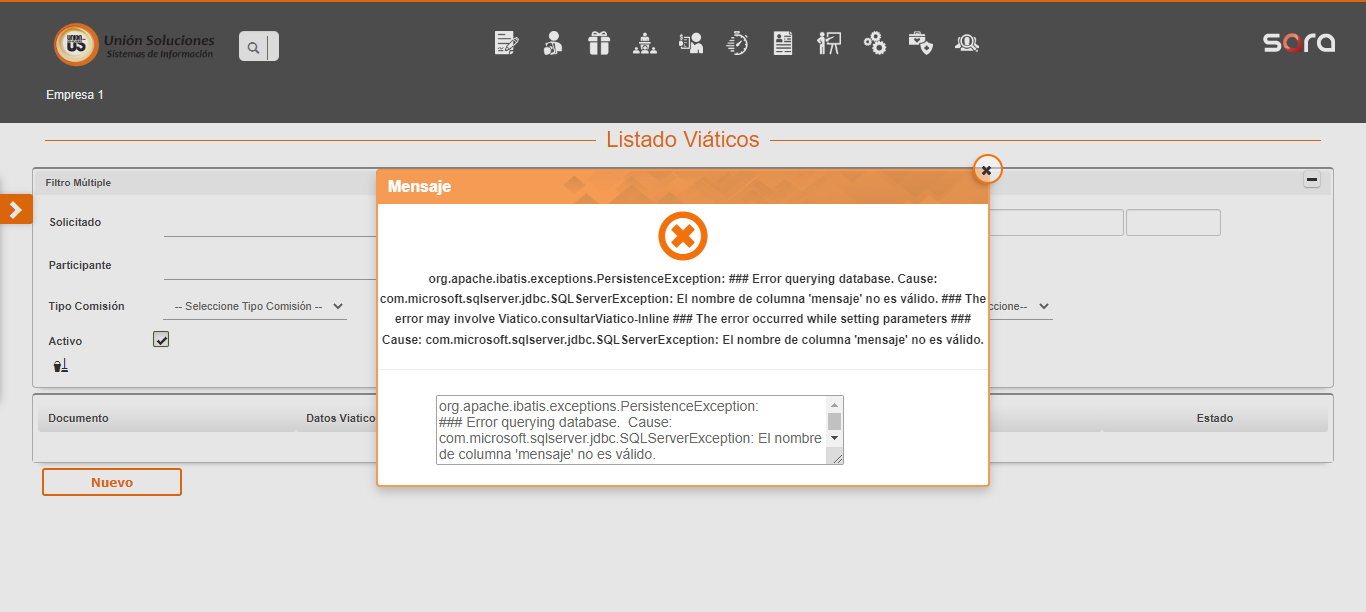 UNION
US
Unión Soluciones
Sistemas de Información
sara
Empresa 1
Listado Viáticos
Filtro Múltiple
Solicitado
Participante
Tipo Comisión
-- Seleccione Tipo Comisión --
ccione--
Activo
Documento
Datos Viatico
Estado
Nuevo
Mensaje
org.apache.ibatis.exceptions.PersistenceException: ### Error querying database. Cause:
com.microsoft.sqlserver.jdbc.SQLServerException: El nombre de columna 'mensaje' no es válido. ### The
error may involve Viatico.consultarViatico-Inline ### The error occurred while setting parameters ###
Cause: com.microsoft.sqlserver.jdbc.SQLServerException: El nombre de columna 'mensaje' no es válido.
org.apache.ibatis.exceptions.PersistenceException:
### Error querying database.  Cause:
com.microsoft.sqlserver.jdbc.SQLServerException: El nombre
de columna 'mensaje' no es válido.